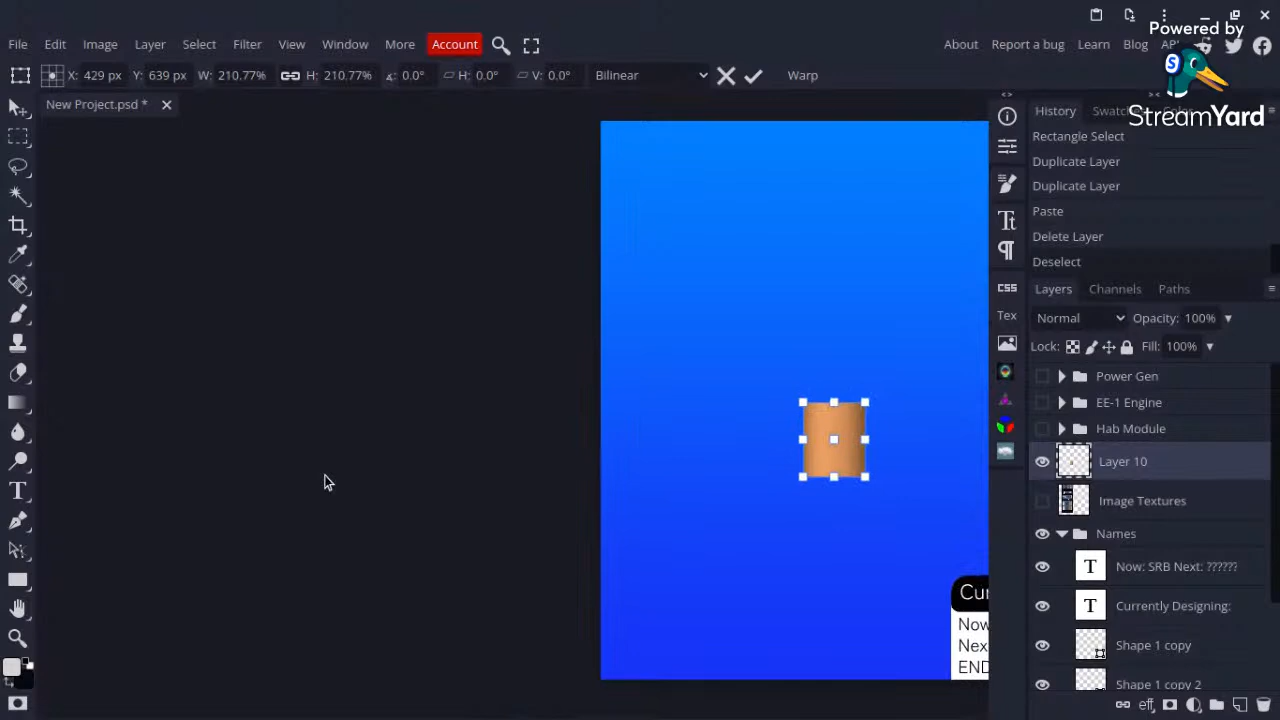 Powered by
StreamYard
File Edit Image Layer Select Filter View Window More Account
About Report a bug Learn Blog
X: 429 px Y: 639 px W: 210.77% H: 210.77% : 0.0° H: 0.0° V: 0.0° Bilinear Warp
New Project.psd *
History Swatches Color
Rectangle Select
Duplicate Layer
Duplicate Layer
Paste
Delete Layer
Deselect
CSS
Tex
Layers Channels Paths
Normal Opacity: 100%
Lock: Fill: 100%
Power Gen
EE-1 Engine
Hab Module
Layer 10
Image Textures
Names
T Now: SRB Next: ??????
T Currently Designing:
Shape 1 copy
Shape 1 copy 2
eff
Cur
Now
Nex
END